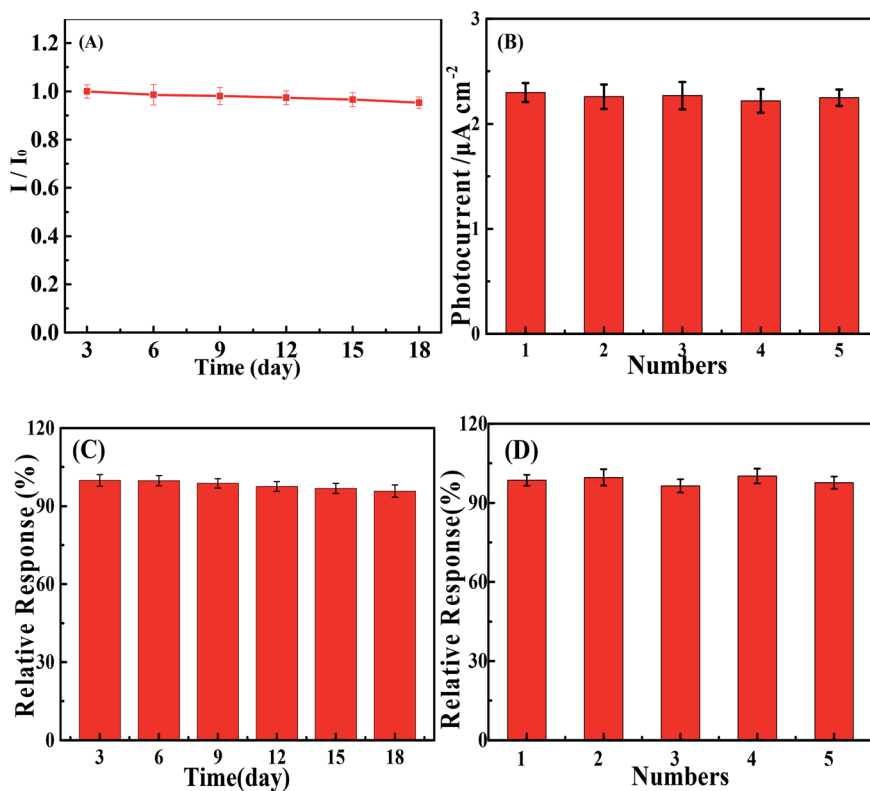 (A)
1.2
1.0
0.8
0.6
0.4
0.2
0.0
I / I₀
3 6 9 12 15 18
Time (day)
(B)
3
2
1
0
Photocurrent /μA cm⁻²
1 2 3 4 5
Numbers
(C)
120
90
60
30
0
Relative Response (%)
3 6 9 12 15 18
Time(day)
(D)
120
90
60
30
0
Relative Response(%)
1 2 3 4 5
Numbers